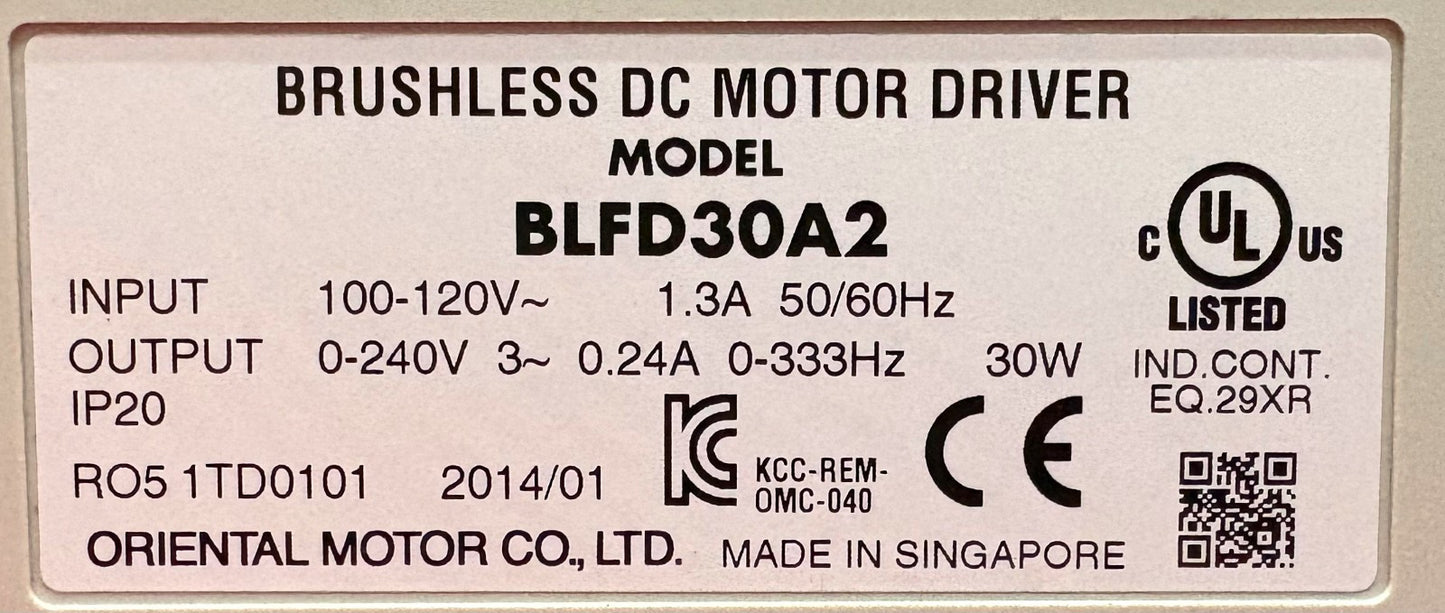 BRUSHLESS DC MOTOR DRIVER
MODEL
BLFD30A2
C UL US
LISTED
INPUT 100-120V~ 1.3A 50/60Hz
OUTPUT 0-240V 3~ 0.24A 0-333Hz 30W
IND.CONT.
EQ.29XR
IP20
RO5 1TD0101 2014/01
KC
KCC-REM-
OMC-040
CE
ORIENTAL MOTOR CO., LTD. MADE IN SINGAPORE